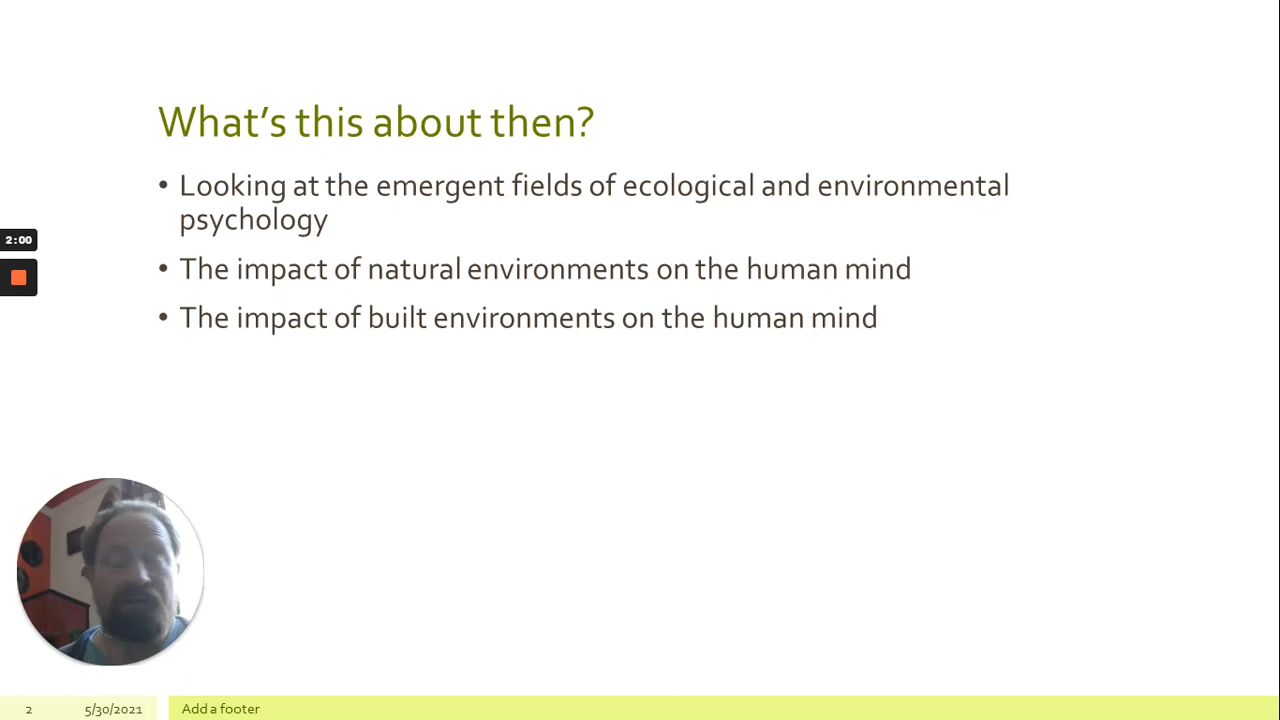 What's this about then?
• Looking at the emergent fields of ecological and environmental
psychology
2:00
• The impact of natural environments on the human mind
• The impact of built environments on the human mind
2
5/30/2021
Add a footer